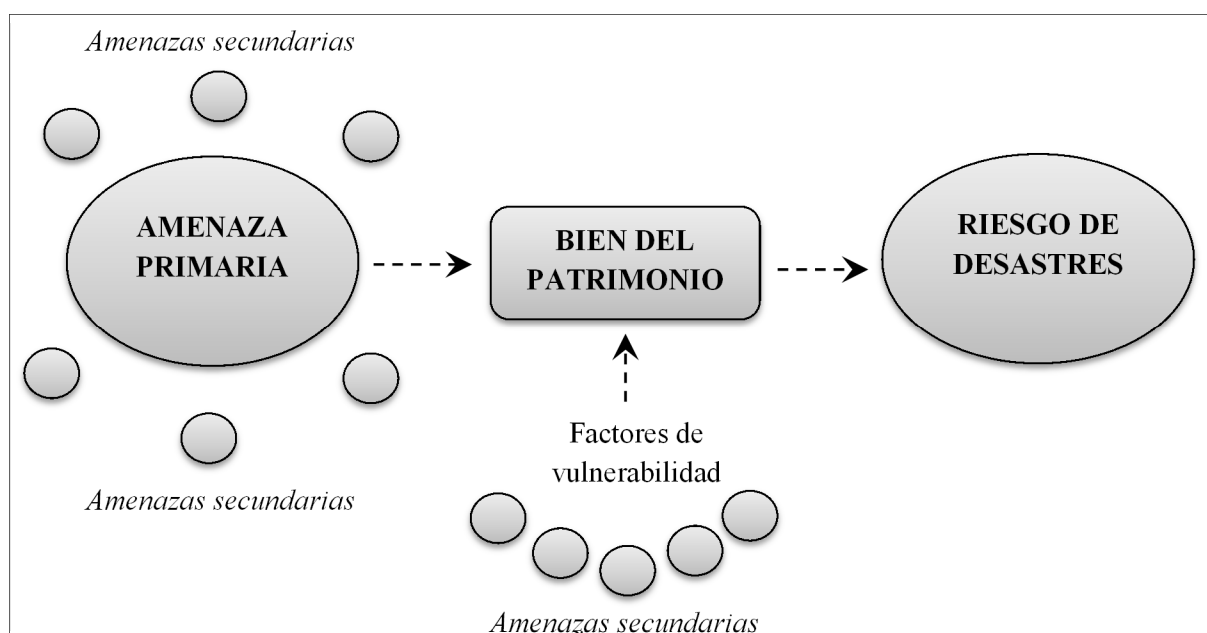 Amenazas secundarias
AMENAZA
PRIMARIA
Amenazas secundarias
BIEN DEL
PATRIMONIO
Factores de
vulnerabilidad
Amenazas secundarias
RIESGO DE
DESASTRES